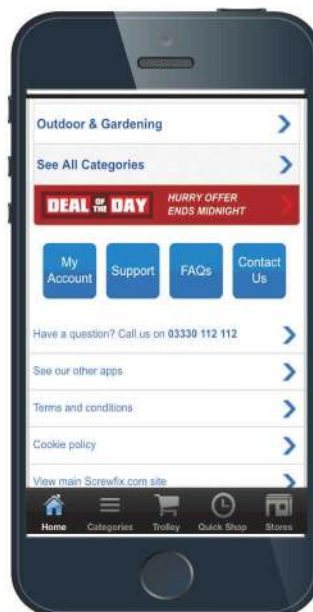 Outdoor & Gardening
See All Categories
DEAL OF THE DAY
HURRY OFFER
ENDS MIDNIGHT
My
Account
Support
FAQs
Contact
Us
Have a question? Call us on 03330 112 112
See our other apps
Terms and conditions
Cookie policy
View main Screwfix.com site
Home Categories Trolley Quick Shop Stores